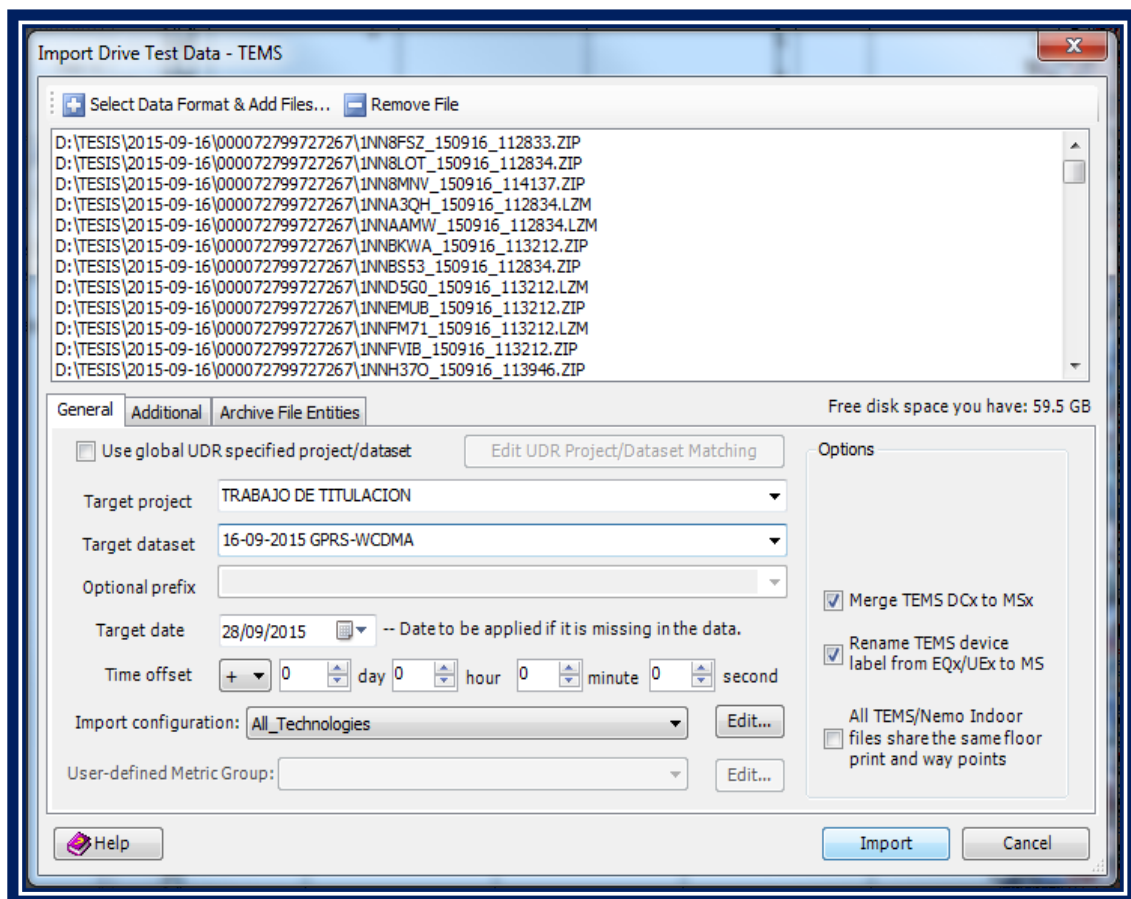 Import Drive Test Data - TEMS
Select Data Format & Add Files... Remove File
D:\TESIS\2015-09-16\000072799727267\1NN8FSZ_150916_112833.ZIP
D:\TESIS\2015-09-16\000072799727267\1NN8LOT_150916_112834.ZIP
D:\TESIS\2015-09-16\000072799727267\1NN8MNV_150916_114137.ZIP
D:\TESIS\2015-09-16\000072799727267\1NNA3QH_150916_112834.LZM
D:\TESIS\2015-09-16\000072799727267\1NNAAMW_150916_112834.LZM
D:\TESIS\2015-09-16\000072799727267\1NNBKWA_150916_113212.ZIP
D:\TESIS\2015-09-16\000072799727267\1NNBS53_150916_112834.ZIP
D:\TESIS\2015-09-16\000072799727267\1NND5G0_150916_113212.LZM
D:\TESIS\2015-09-16\000072799727267\1NNEMUB_150916_113212.ZIP
D:\TESIS\2015-09-16\000072799727267\1NNFM71_150916_113212.LZM
D:\TESIS\2015-09-16\000072799727267\1NNFVIB_150916_113212.ZIP
D:\TESIS\2015-09-16\000072799727267\1NNH37O_150916_113946.ZIP
General Additional Archive File Entities Free disk space you have: 59.5 GB
Use global UDR specified project/dataset Edit UDR Project/Dataset Matching Options
Target project TRABAJO DE TITULACION
Target dataset 16-09-2015 GPRS-WCDMA
Optional prefix
Merge TEMS DCx to MSx
Target date 28/09/2015 -- Date to be applied if it is missing in the data.
Rename TEMS device
label from EQx/UEx to MS
Time offset + 0 day 0 hour 0 minute 0 second
Import configuration: All_Technologies Edit...
All TEMS/Nemo Indoor
files share the same floor
print and way points
User-defined Metric Group: Edit...
Help Import Cancel